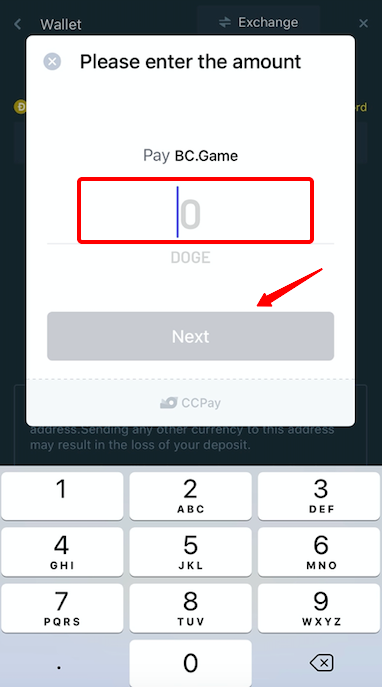 Wallet
Exchange
Please enter the amount
Pay BC.Game
0
DOGE
Next
CCPay
address.Sending any other currency to this address
may result in the loss of your deposit.
1
2
ABC
3
DEF
4
GHI
5
JKL
6
MNO
7
PQRS
8
TUV
9
WXYZ
.
0